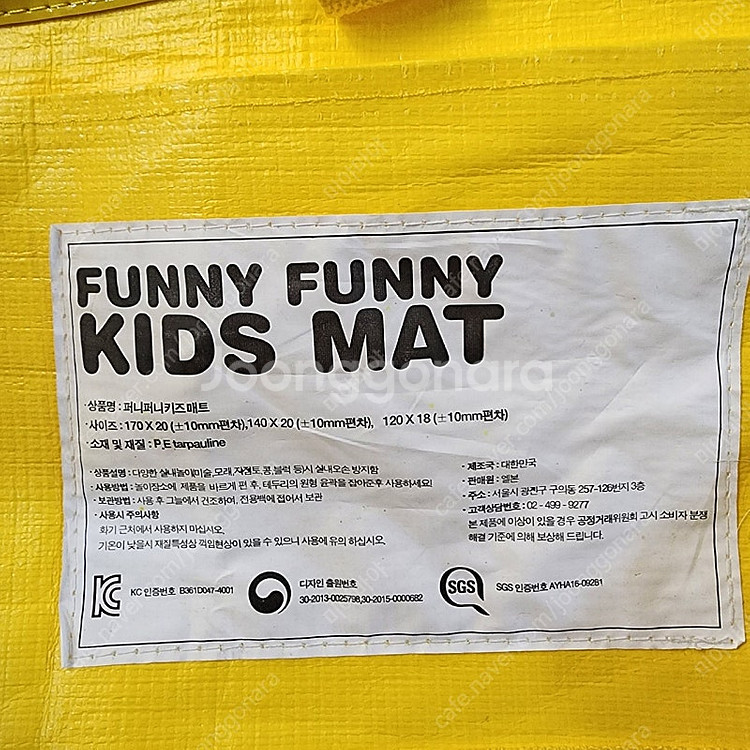 FUNNY FUNNY
KIDS MAT
Joonggonara
·상품명 : 퍼니퍼니키즈매트
·사이즈 : 170 X 20 (±10mm편차), 140 X 20 (±10mm편차), 120 X 18 (±10mm편차)
·소재 및 재질 : P.E tarpauline
·상품설명 : 다양한 실내놀이(미술,모래,자갠토,콩,블럭 등)시 실내오손 방지함
·사용방법 : 놀이장소에 제품을 바르게 편 후, 테두리의 원형 윤곽을 잡아준후 사용하세요!
·보관방법 : 사용 후 그늘에서 건조하여, 전용백에 접어서 보관
·사용시 주의사항
화기 근처에서 사용하지 마십시오.
기온이 낮을시 재질특성상 꺽임현상이 있을 수 있으니 사용에 유의 하십시오.
·제조국 : 대한민국
·판매원 : 엘본
·주소 : 서울시 광진구 구의동 257-126번지 3층
·고객상담번호 : 02 - 499 - 9277
본 제품에 이상이 있을 경우 공정거래위원회 고시 소비자 분쟁
해결 기준에 의해 보상해 드립니다.
KC 인증번호 B361D047-4001
디자인 출원번호
30-2013-0025798,30-2015-0000682
SGS
SGS 인증번호 AYHA16-09281